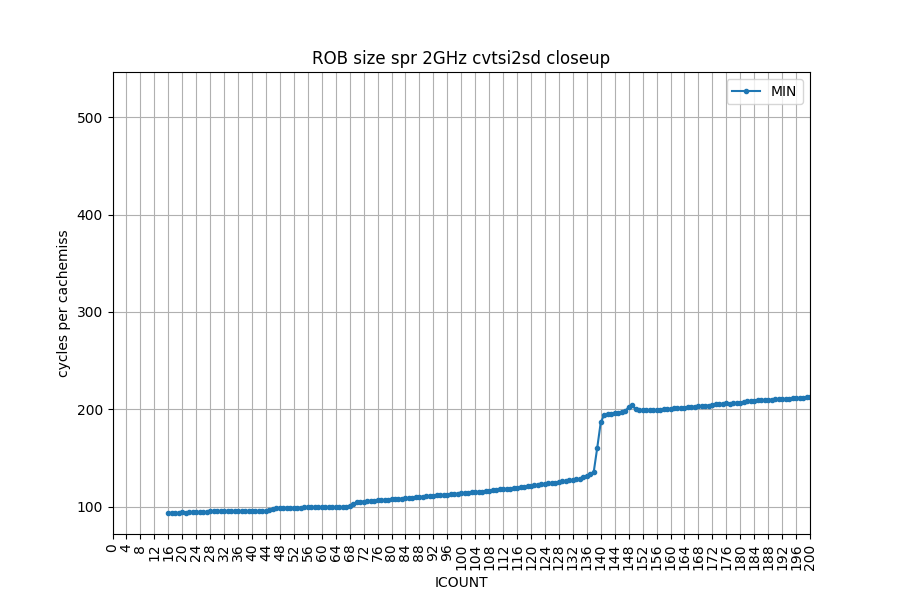 ROB size spr 2GHz cvtsi2sd closeup
MIN
500
400
300
200
100
cycles per cachemiss
0 4 8 12 16 20 24 28 32 36 40 44 48 52 56 60 64 68 72 76 80 84 88 92 96 100 104 108 112 116 120 124 128 132 136 140 144 148 152 156 160 164 168 172 176 180 184 188 192 196 200
ICOUNT